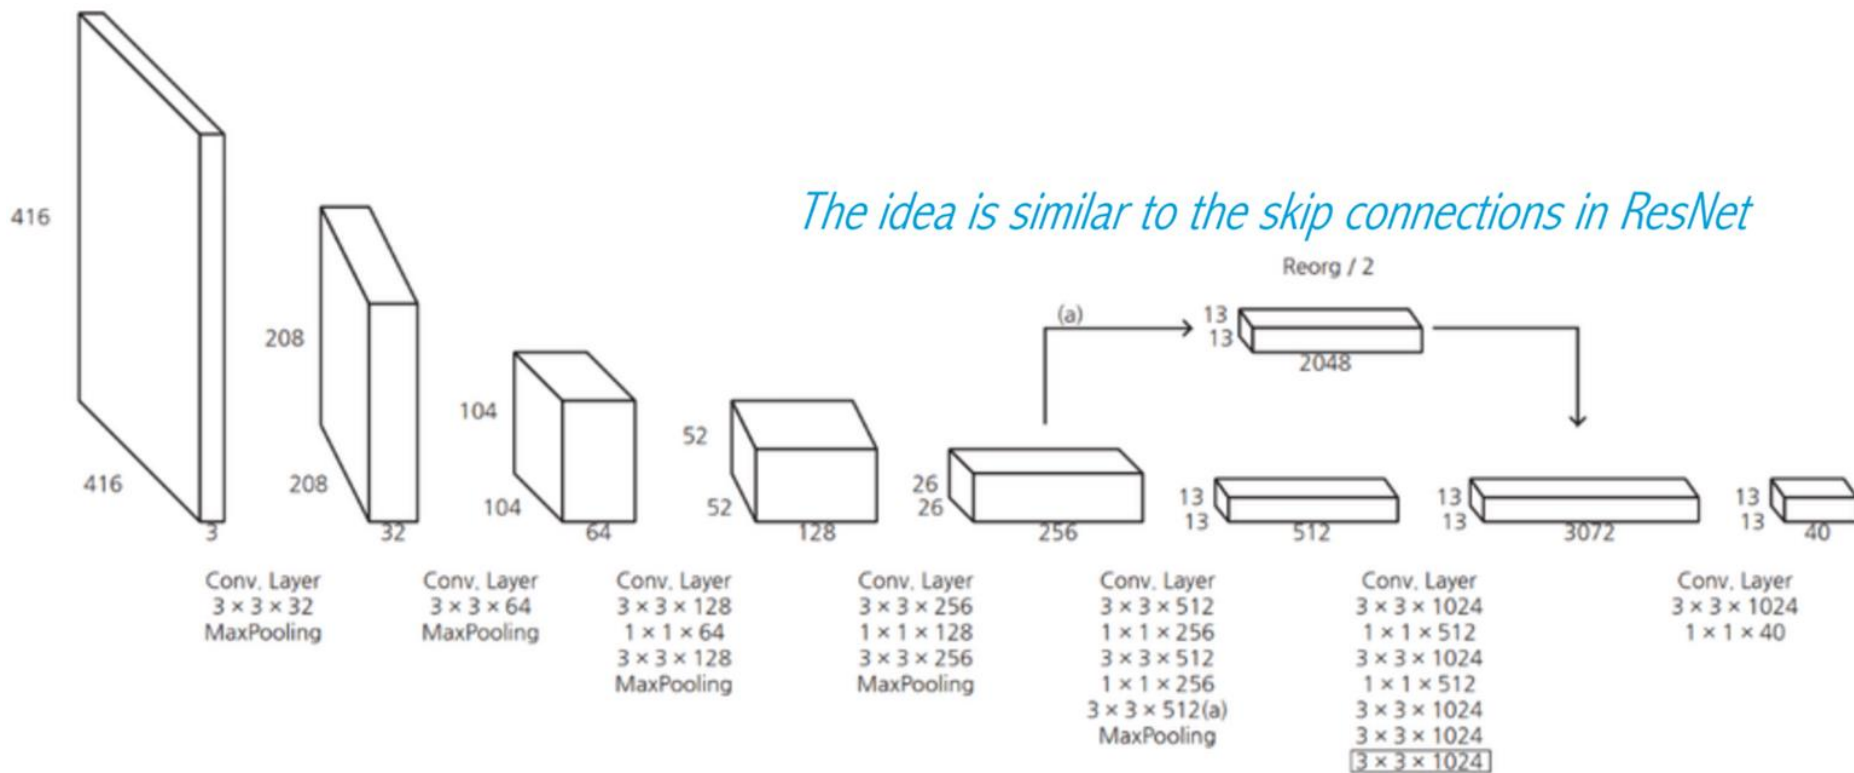 The idea is similar to the skip connections in ResNet
Reorg / 2
(a)
13
13
2048
416
416
3
208
208
32
104
104
64
52
52
128
26
26
256
13
13
512
13
13
3072
13
13
40
Conv. Layer
3 × 3 × 32
MaxPooling
Conv. Layer
3 × 3 × 64
MaxPooling
Conv. Layer
3 × 3 × 128
1 × 1 × 64
3 × 3 × 128
MaxPooling
Conv. Layer
3 × 3 × 256
1 × 1 × 128
3 × 3 × 256
MaxPooling
Conv. Layer
3 × 3 × 512
1 × 1 × 256
3 × 3 × 512
1 × 1 × 256
3 × 3 × 512(a)
MaxPooling
Conv. Layer
3 × 3 × 1024
1 × 1 × 512
3 × 3 × 1024
1 × 1 × 512
3 × 3 × 1024
3 × 3 × 1024
3 × 3 × 1024
Conv. Layer
3 × 3 × 1024
1 × 1 × 40